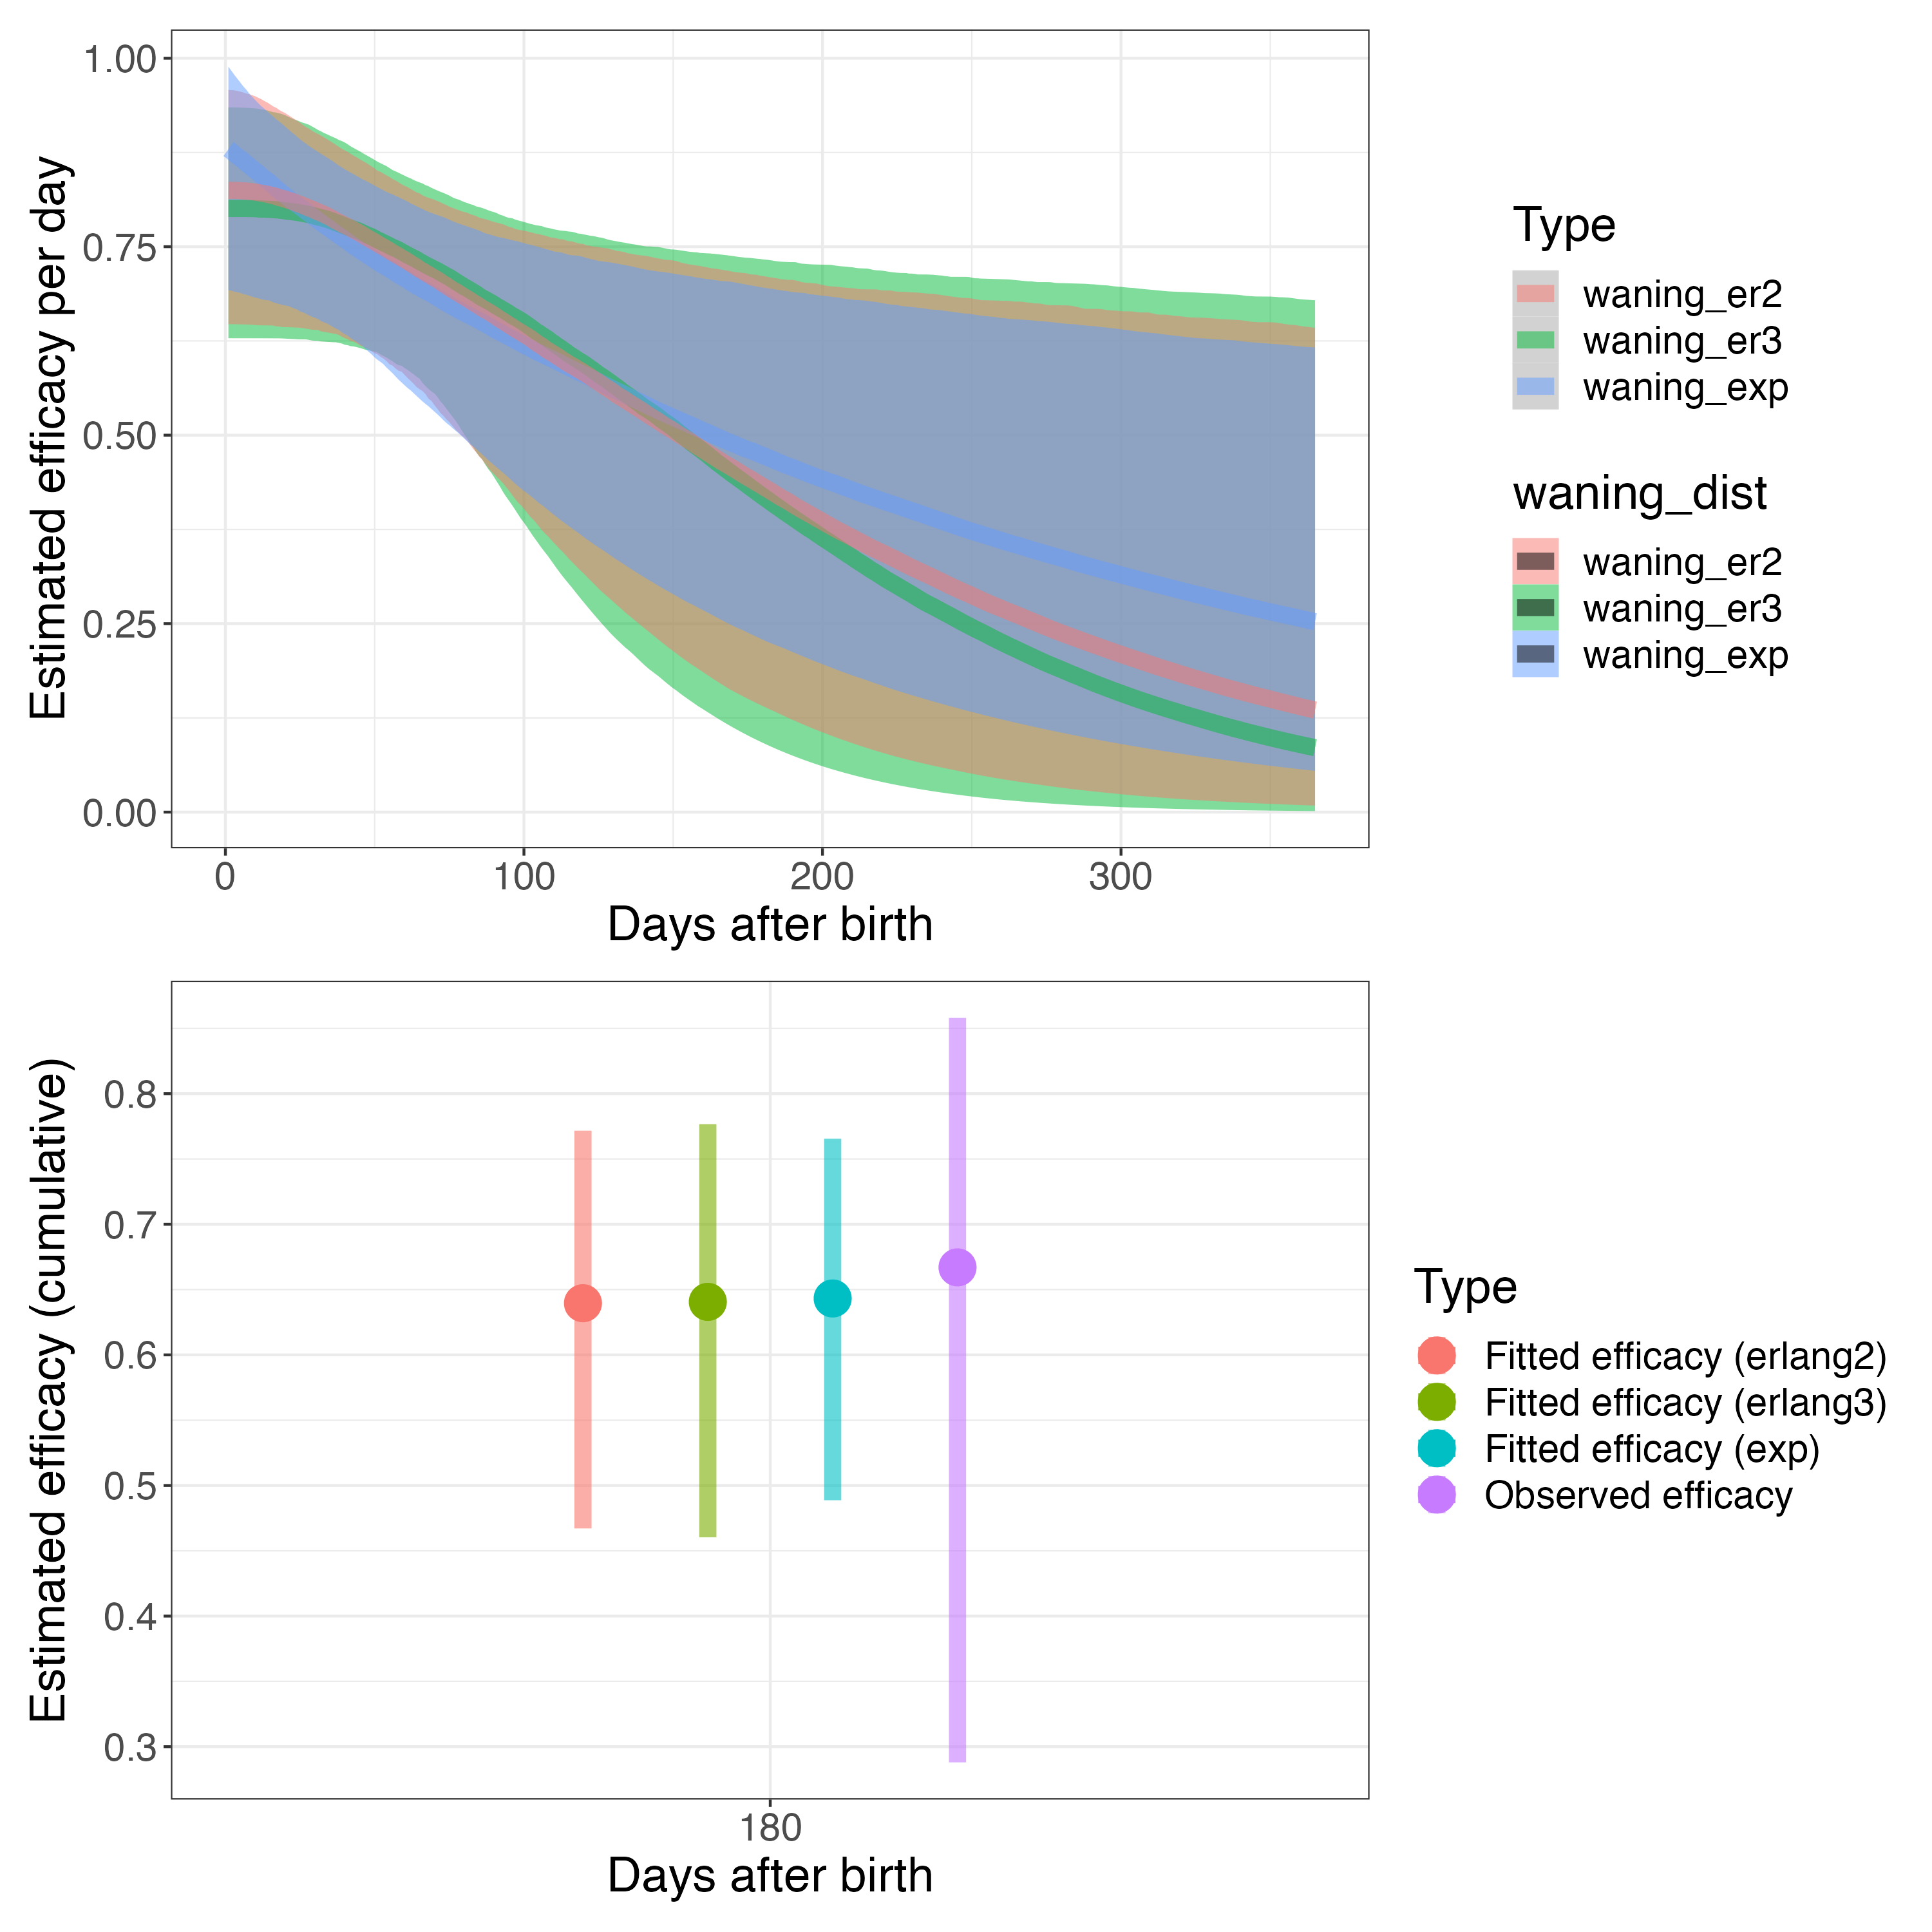 Estimated efficacy per day
1.00
0.75
0.50
0.25
0.00
0
100
200
300
Days after birth
Type
waning_er2
waning_er3
waning_exp
waning_dist
waning_er2
waning_er3
waning_exp
Estimated efficacy (cumulative)
0.8
0.7
0.6
0.5
0.4
0.3
180
Days after birth
Type
Fitted efficacy (erlang2)
Fitted efficacy (erlang3)
Fitted efficacy (exp)
Observed efficacy